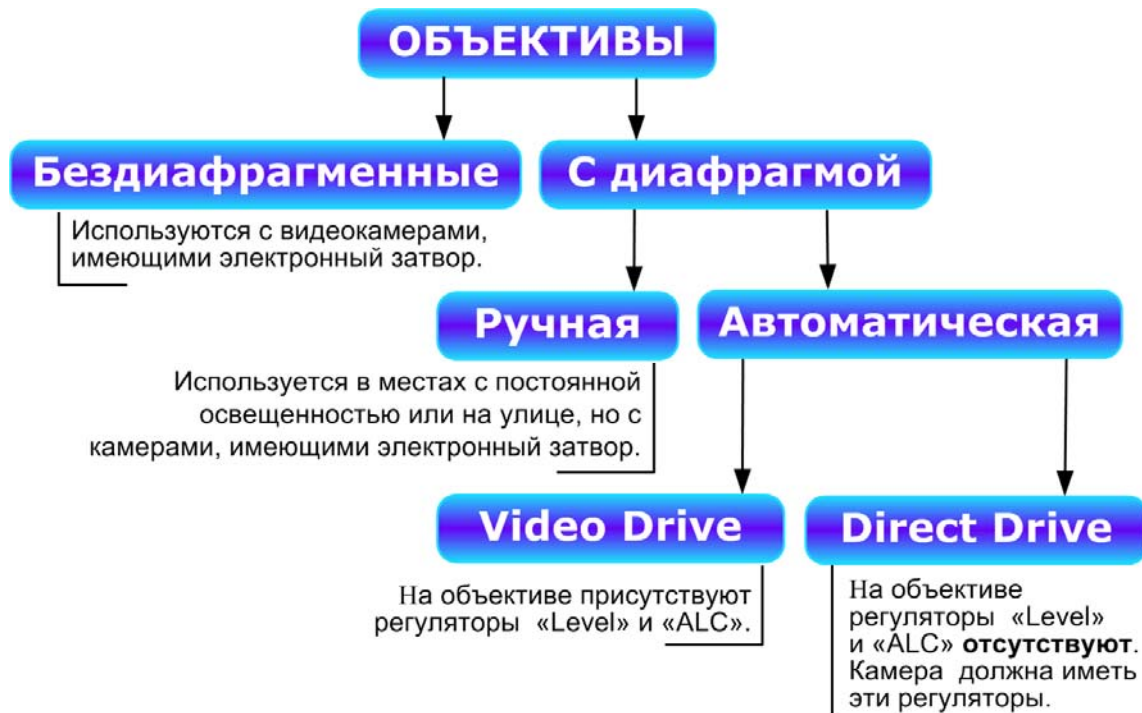 ОБЪЕКТИВЫ
Бездиафрагменные
С диафрагмой
Используются с видеокамерами,
имеющими электронный затвор.
Ручная
Автоматическая
Используется в местах с постоянной
освещенностью или на улице, но с
камерами, имеющими электронный затвор.
Video Drive
Direct Drive
На объективе присутствуют
регуляторы «Level» и «ALC».
На объективе
регуляторы «Level»
и «ALC» отсутствуют.
Камера должна иметь
эти регуляторы.